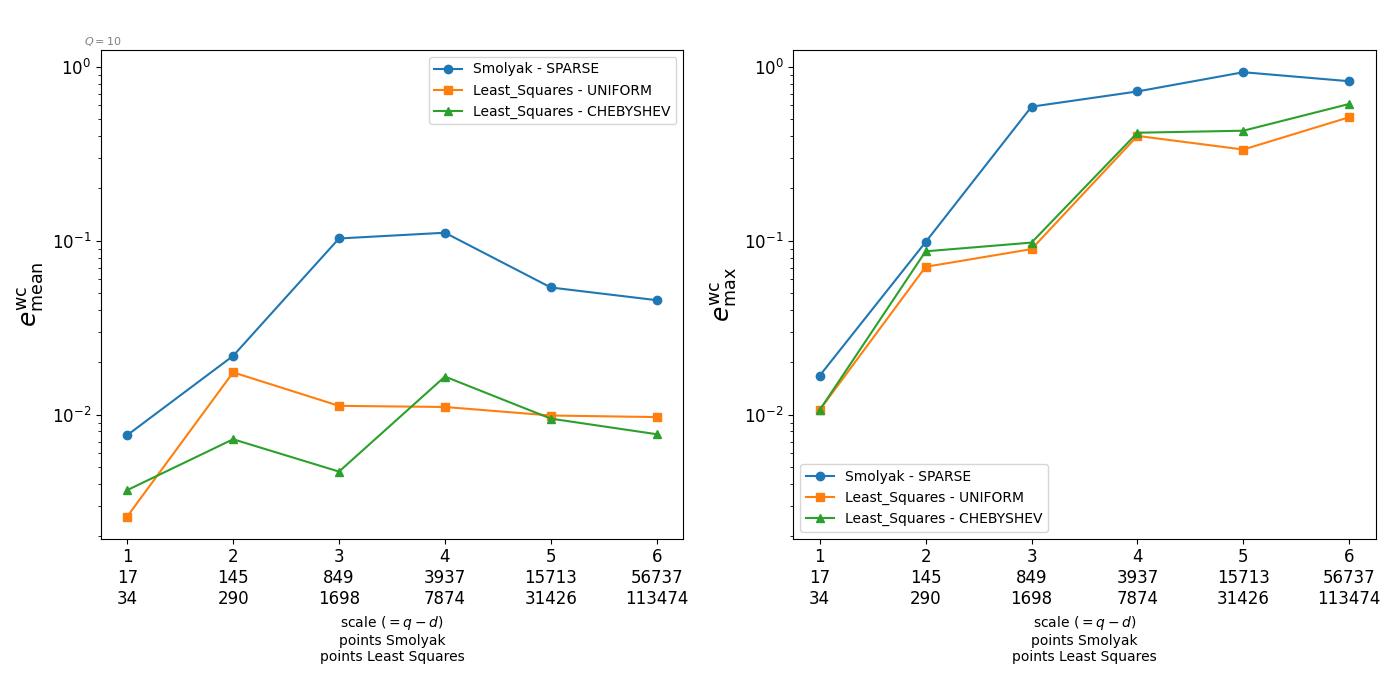 Q = 10
10⁰
10⁻¹
10⁻²
e^wc_mean
Smolyak - SPARSE
Least_Squares - UNIFORM
Least_Squares - CHEBYSHEV
1 2 3 4 5 6
17 145 849 3937 15713 56737
34 290 1698 7874 31426 113474
scale (= q − d)
points Smolyak
points Least Squares
10⁰
10⁻¹
10⁻²
e^wc_max
Smolyak - SPARSE
Least_Squares - UNIFORM
Least_Squares - CHEBYSHEV
1 2 3 4 5 6
17 145 849 3937 15713 56737
34 290 1698 7874 31426 113474
scale (= q − d)
points Smolyak
points Least Squares